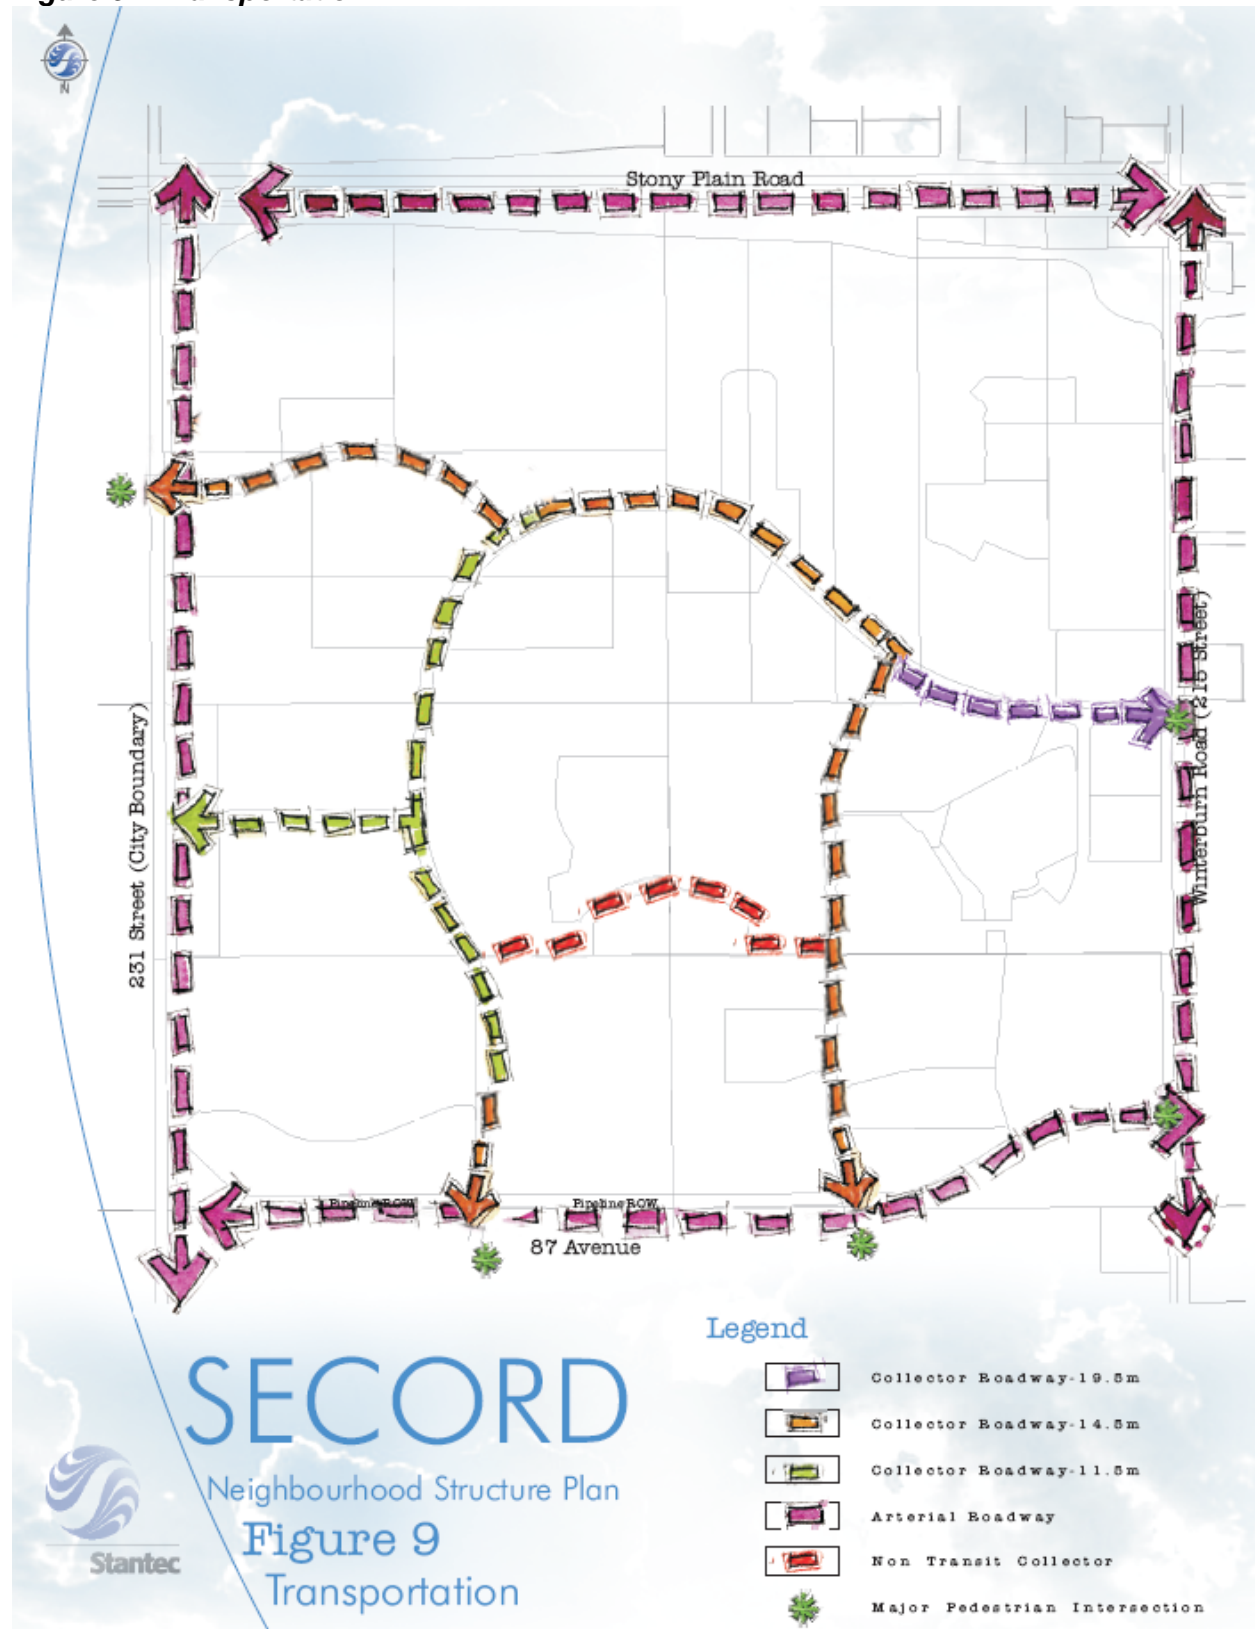 N
Stony Plain Road
231 Street (City Boundary)
Winterburn Road (215 Street)
Pipeline ROW
Pipeline ROW
87 Avenue
Legend
Collector Roadway-19.5m
Collector Roadway-14.5m
Collector Roadway-11.5m
Arterial Roadway
Non Transit Collector
Major Pedestrian Intersection
SECORD
Neighbourhood Structure Plan
Figure 9
Transportation
Stantec